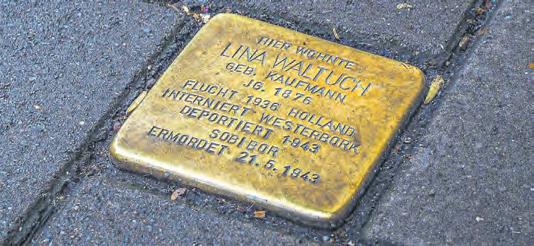 HIER WOHNTE
LINA WALTUCH
GEB. KAUFMANN
JG. 1876
FLUCHT 1936 HOLLAND
INTERNIERT WESTERBORK
DEPORTIERT 1943
SOBIBOR
ERMORDET 21.5.1943